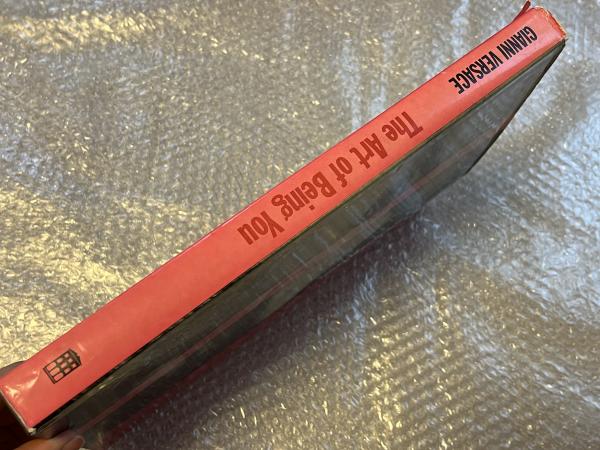 GIANNI VERSACE
The Art of Being You